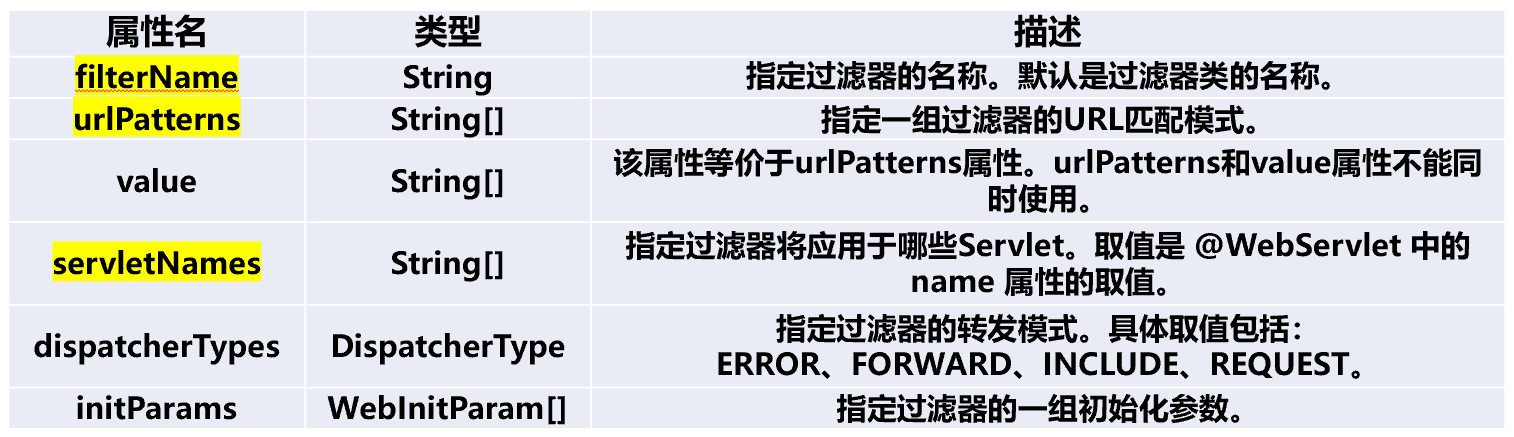 属性名 类型 描述
filterName String 指定过滤器的名称。默认是过滤器类的名称。
urlPatterns String[] 指定一组过滤器的URL匹配模式。
value String[] 该属性等价于urlPatterns属性。urlPatterns和value属性不能同
时使用。
servletNames String[] 指定过滤器将应用于哪些Servlet。取值是 @WebServlet 中的
name 属性的取值。
dispatcherTypes DispatcherType 指定过滤器的转发模式。具体取值包括：
ERROR、FORWARD、INCLUDE、REQUEST。
initParams WebInitParam[] 指定过滤器的一组初始化参数。